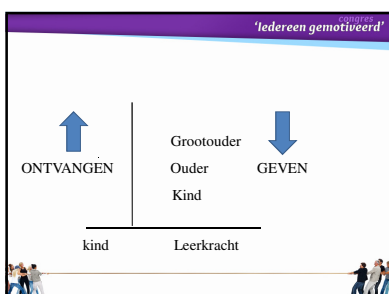 congres
'Iedereen gemotiveerd'
Grootouder
ONTVANGEN Ouder GEVEN
Kind
kind Leerkracht